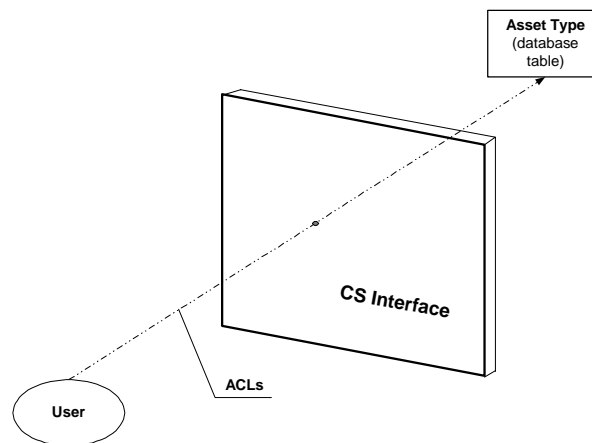 Asset Type
(database
table)
CS Interface
ACLs
User